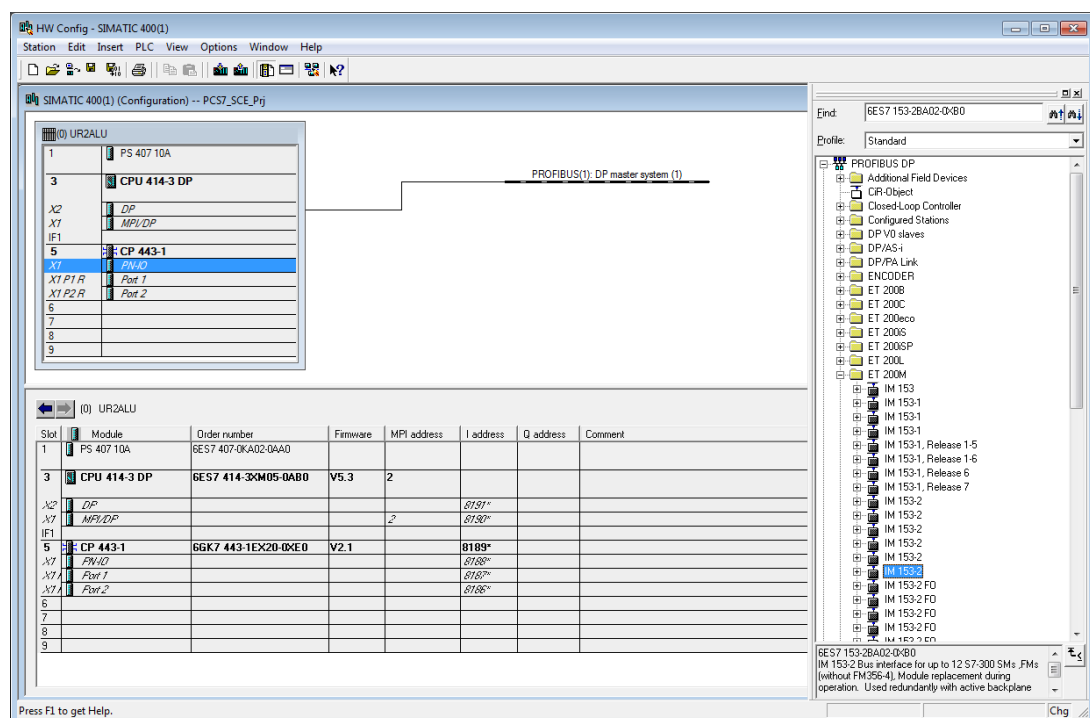 HW Config - SIMATIC 400(1)
Station Edit Insert PLC View Options Window Help
SIMATIC 400(1) (Configuration) -- PCS7_SCE_Prj
(0) UR2ALU
1 PS 407 10A
3 CPU 414-3 DP
X2 DP
X1 MPI/DP
IF1
5 CP 443-1
X1 PN-IO
X1 P1 R Port 1
X1 P2 R Port 2
6
7
8
9
PROFIBUS(1): DP master system (1)
(0) UR2ALU
Slot Module Order number Firmware MPI address I address Q address Comment
1 PS 407 10A 6ES7 407-0KA02-0AA0
3 CPU 414-3 DP 6ES7 414-3XM05-0AB0 V5.3 2
X2 DP 8191*
X1 MPI/DP 2 8190*
IF1
5 CP 443-1 6GK7 443-1EX20-0XE0 V2.1 8189*
X1 PN-IO 8188*
X1 Port 1 8187*
X1 Port 2 8186*
6
7
8
9
Find: 6ES7 153-2BA02-0XB0
Profile: Standard
PROFIBUS DP
Additional Field Devices
CiR-Object
Closed-Loop Controller
Configured Stations
DP V0 slaves
DP/AS-i
DP/PA Link
ENCODER
ET 200B
ET 200C
ET 200eco
ET 200iS
ET 200iSP
ET 200L
ET 200M
IM 153
IM 153-1
IM 153-1
IM 153-1
IM 153-1, Release 1-5
IM 153-1, Release 1-6
IM 153-1, Release 6
IM 153-1, Release 7
IM 153-2
IM 153-2
IM 153-2
IM 153-2
IM 153-2
IM 153-2
IM 153-2 FO
IM 153-2 FO
IM 153-2 FO
IM 153-2 FO
IM 153-2 FO
6ES7 153-2BA02-0XB0
IM 153-2 Bus interface for up to 12 S7-300 SMs ,FMs
(without FM356-4), Module replacement during
operation. Used redundantly with active backplane
Press F1 to get Help.
Chg